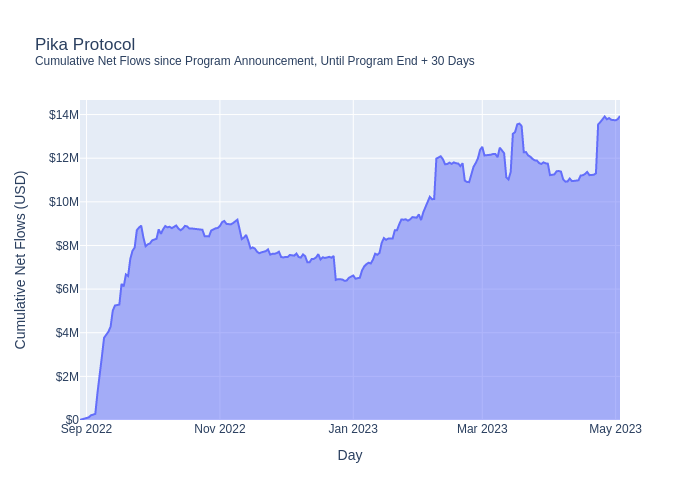 Pika Protocol
Cumulative Net Flows since Program Announcement, Until Program End + 30 Days
Cumulative Net Flows (USD)
$14M
$12M
$10M
$8M
$6M
$4M
$2M
$0
Sep 2022
Nov 2022
Jan 2023
Mar 2023
May 2023
Day